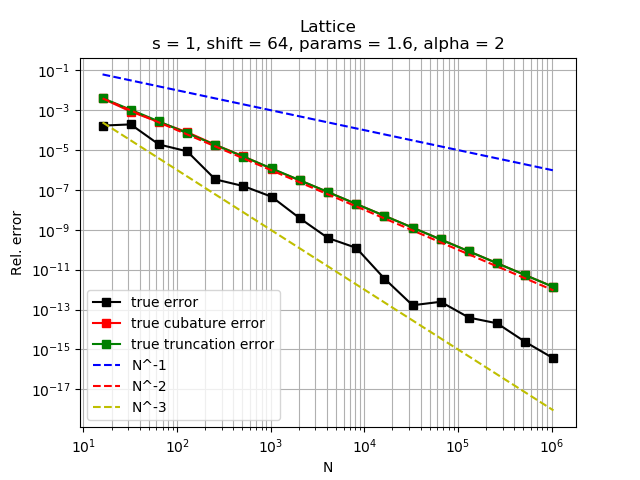 Lattice
s = 1, shift = 64, params = 1.6, alpha = 2
Rel. error
10^-1
10^-3
10^-5
10^-7
10^-9
10^-11
10^-13
10^-15
10^-17
true error
true cubature error
true truncation error
N^-1
N^-2
N^-3
10^1
10^2
10^3
10^4
10^5
10^6
N